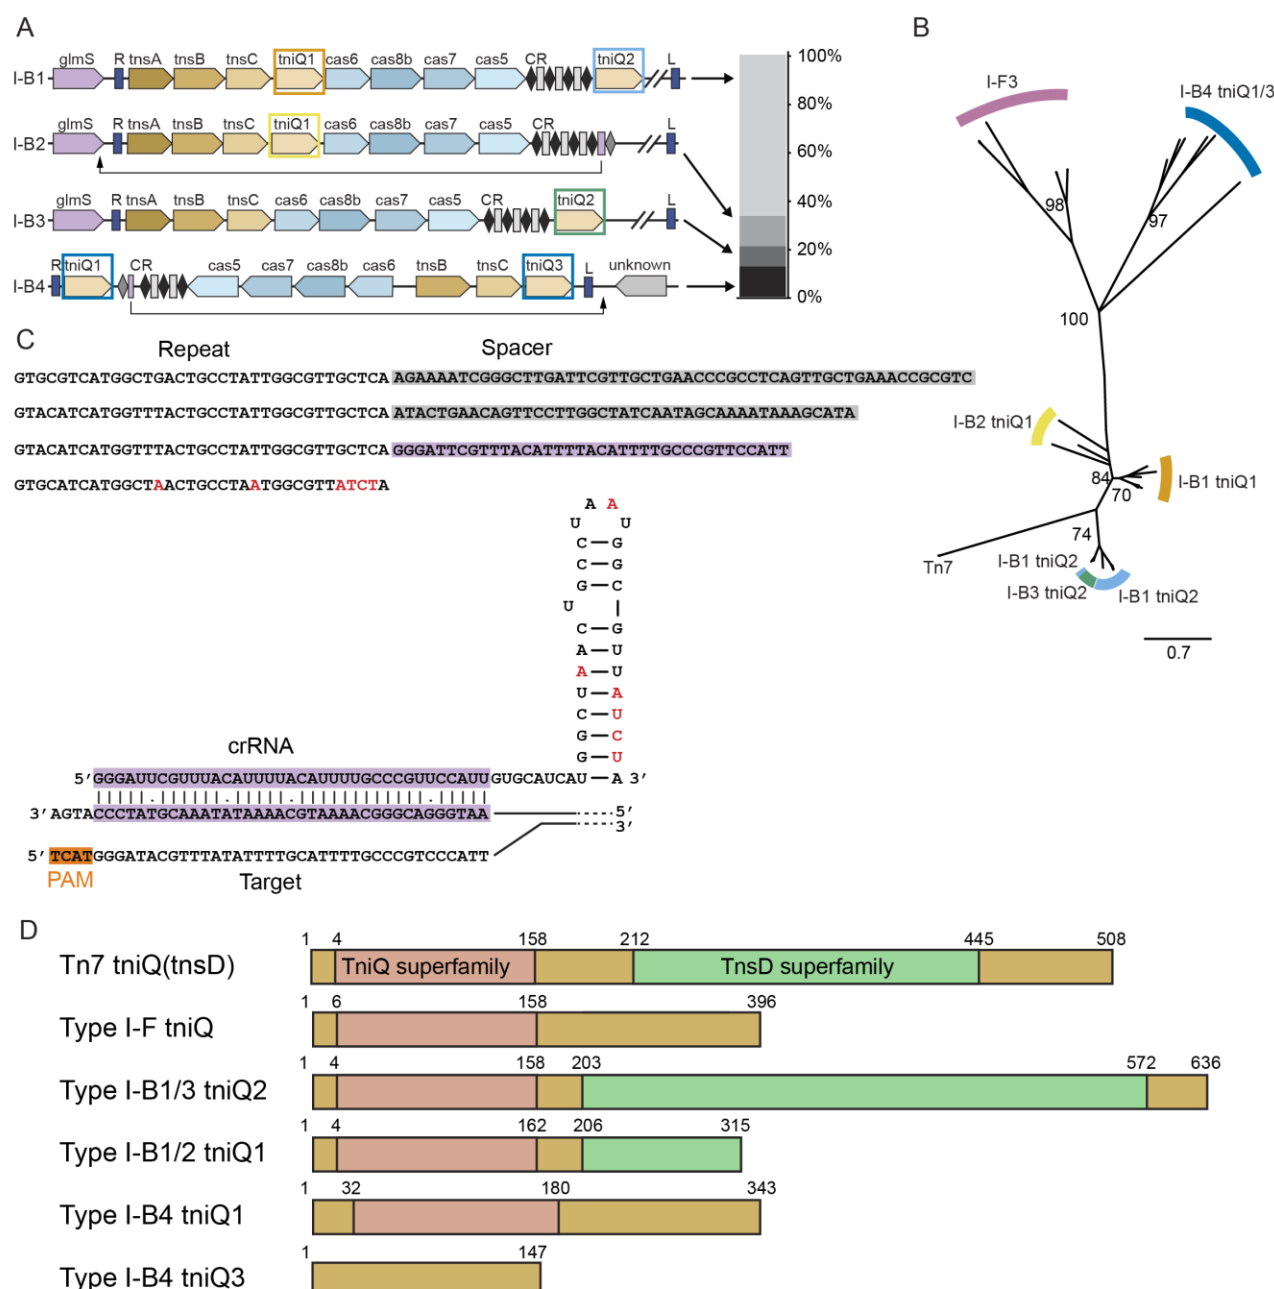 A
glmS R tnsA tnsB tnsC tniQ1 cas6 cas8b cas7 cas5 CR tniQ2 L
I-B1
glmS R tnsA tnsB tnsC tniQ1 cas6 cas8b cas7 cas5 CR L
I-B2
glmS R tnsA tnsB tnsC cas6 cas8b cas7 cas5 CR tniQ2 L
I-B3
R tniQ1 CR cas5 cas7 cas8b cas6 tnsB tnsC tniQ3 L unknown
I-B4
100%
80%
60%
40%
20%
0%
B
I-F3
I-B4 tniQ1/3
98
97
100
I-B2 tniQ1
84
70
I-B1 tniQ1
74
Tn7
I-B1 tniQ2
I-B3 tniQ2
I-B1 tniQ2
0.7
C
Repeat Spacer
GTGCGTCATGGCTGACTGCCTATTGGCGTTGCTCA AGAAAATCGGGCTTGATTCGTTGCTGAACCCGCCTCAGTTGCTGAAACCGCGTC
GTACATCATGGTTTACTGCCTATTGGCGTTGCTCA ATACTGAACAGTTCCTTGGCTATCAATAGCAAAATAAAGCATA
GTACATCATGGTTTACTGCCTATTGGCGTTGCTCA GGGATTCGTTTACATTTTACATTTTGCCCGTTCCATT
GTGCATCATGGCTAACTGCCTAATGGCGTTATCTA
A A
U U
C G
C G
G C
U
C G
A U
A U
U A
C U
G C
G U
crRNA
5′GGGAUUCGUUUACAUUUUACAUUUUGCCCGUUCCAUUGUGCAUCAU A 3′
3′AGTACCCTATGCAAATATAAAACGTAAAACGGGCAGGGTAA 5′
3′
5′ TCATGGGATACGTTTATATTTTGCATTTTGCCCGTCCCATT
PAM Target
D
1 4 158 212 445 508
Tn7 tniQ(tnsD) TniQ superfamily TnsD superfamily
1 6 158 396
Type I-F tniQ
1 4 158 203 572 636
Type I-B1/3 tniQ2
1 4 162 206 315
Type I-B1/2 tniQ1
1 32 180 343
Type I-B4 tniQ1
1 147
Type I-B4 tniQ3